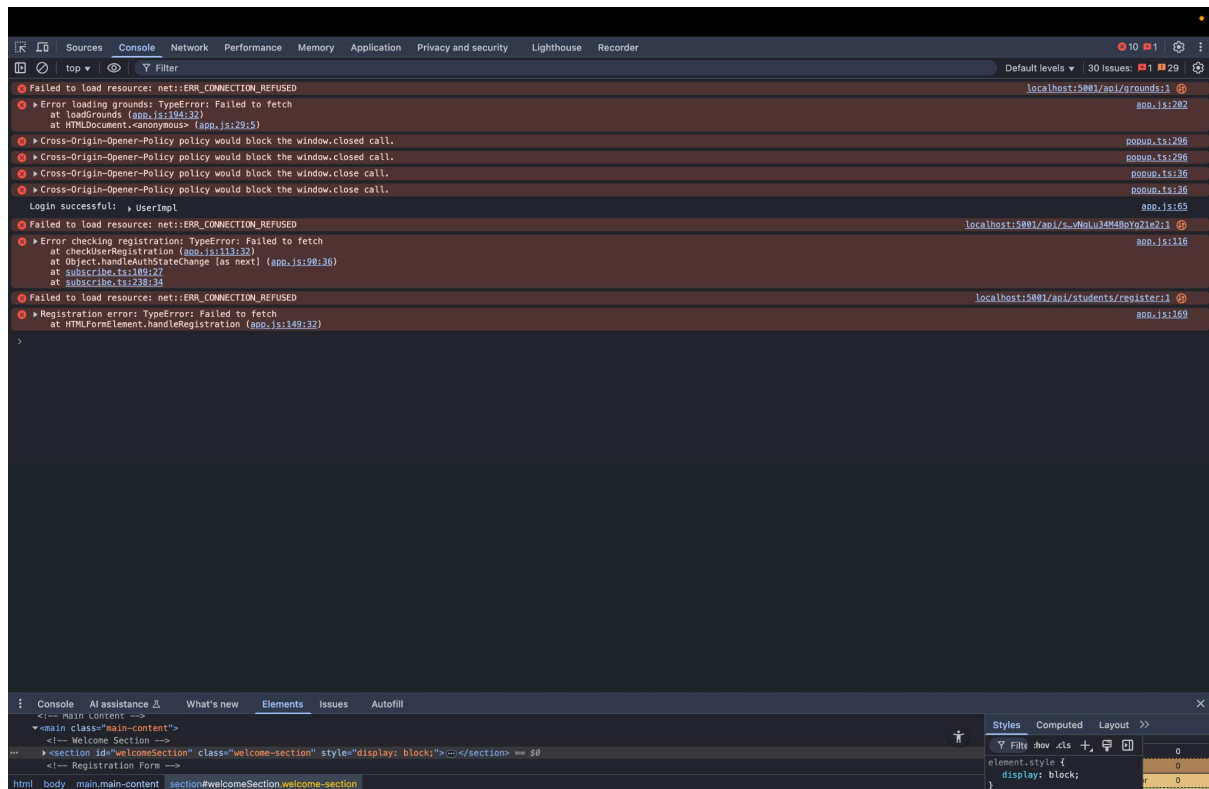 Sources Console Network Performance Memory Application Privacy and security Lighthouse Recorder 10 1
top Filter Default levels 30 Issues: 1 29
Failed to load resource: net::ERR_CONNECTION_REFUSED localhost:5001/api/grounds:1
Error loading grounds: TypeError: Failed to fetch app.js:202
at loadGrounds (app.js:194:32)
at HTMLDocument.<anonymous> (app.js:29:5)
Cross-Origin-Opener-Policy policy would block the window.closed call. popup.ts:296
Cross-Origin-Opener-Policy policy would block the window.closed call. popup.ts:296
Cross-Origin-Opener-Policy policy would block the window.close call. popup.ts:36
Cross-Origin-Opener-Policy policy would block the window.close call. popup.ts:36
Login successful: UserImpl app.js:65
Failed to load resource: net::ERR_CONNECTION_REFUSED localhost:5001/api/s…vNqLu34M4BpYg21e2:1
Error checking registration: TypeError: Failed to fetch app.js:116
at checkUserRegistration (app.js:113:32)
at Object.handleAuthStateChange [as next] (app.js:90:36)
at subscribe.ts:109:27
at subscribe.ts:238:34
Failed to load resource: net::ERR_CONNECTION_REFUSED localhost:5001/api/students/register:1
Registration error: TypeError: Failed to fetch app.js:169
at HTMLFormElement.handleRegistration (app.js:149:32)
>
Console AI assistance What's new Elements Issues Autofill
<!-- Main Content -->
<main class="main-content">
<!-- Welcome Section -->
<section id="welcomeSection" class="welcome-section" style="display: block;"> … </section> == $0
<!-- Registration Form -->
html body main.main-content section#welcomeSection.welcome-section
Styles Computed Layout
Filte :hov .cls
element.style {
display: block;
}
0
0
0